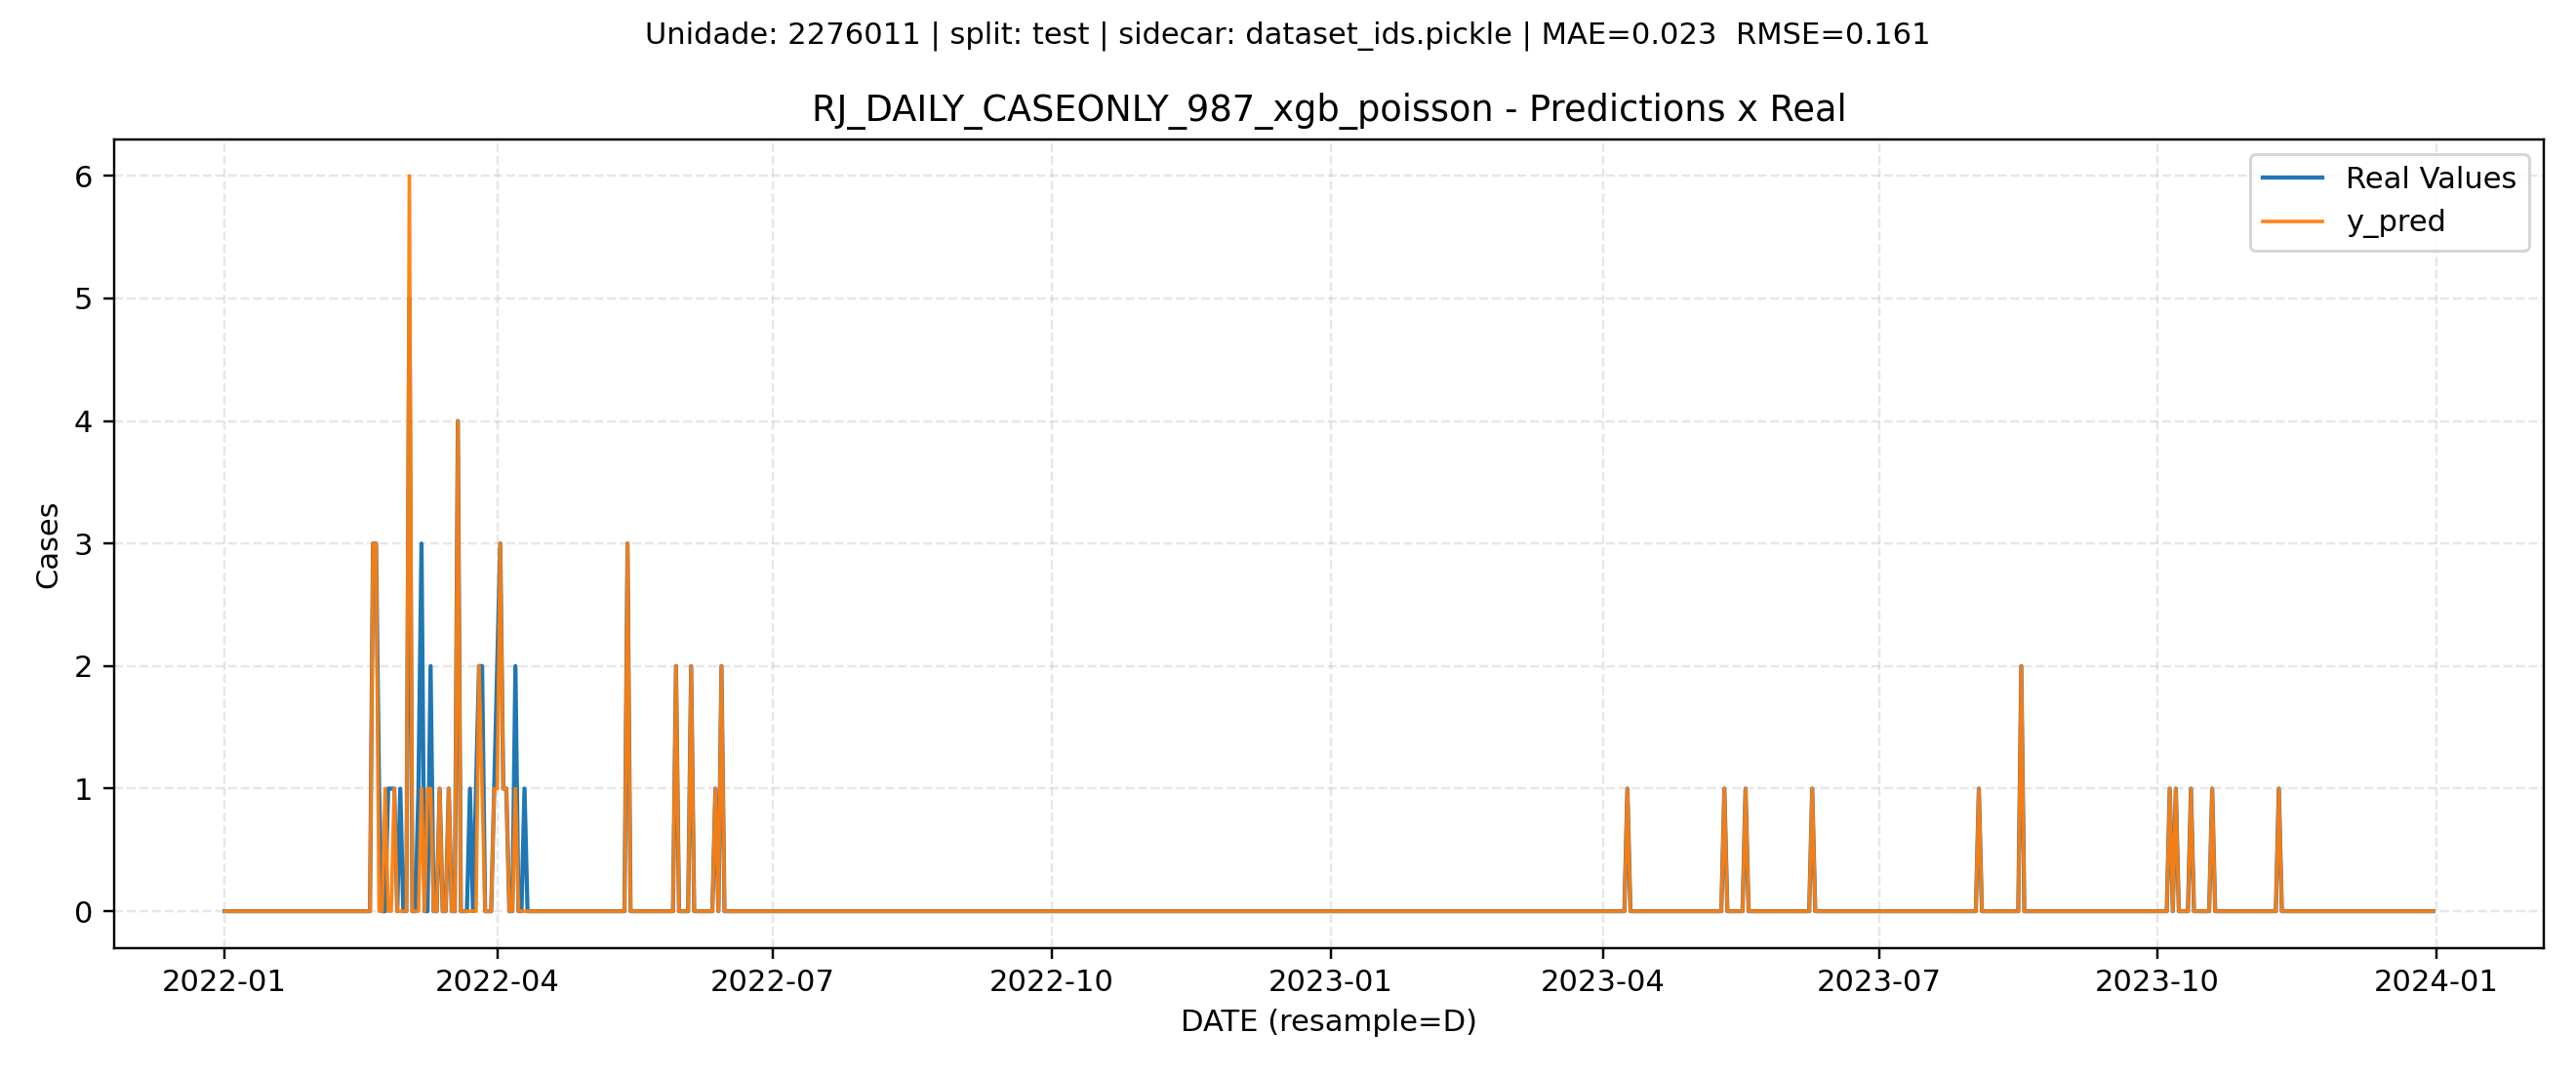 Unidade: 2276011 | split: test | sidecar: dataset_ids.pickle | MAE=0.023  RMSE=0.161
RJ_DAILY_CASEONLY_987_xgb_poisson - Predictions x Real
Real Values
y_pred
Cases
6
5
4
3
2
1
0
2022-01
2022-04
2022-07
2022-10
2023-01
2023-04
2023-07
2023-10
2024-01
DATE (resample=D)